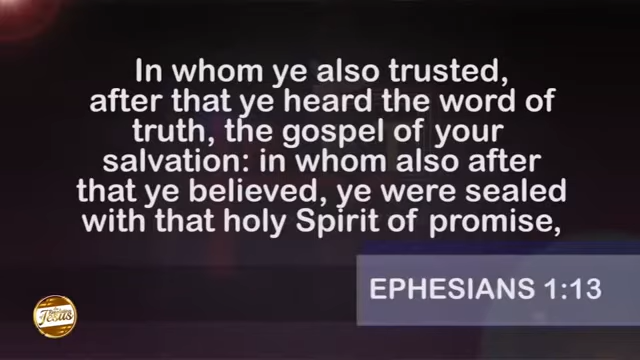 In whom ye also trusted,
after that ye heard the word of
truth, the gospel of your
salvation: in whom also after
that ye believed, ye were sealed
with that holy Spirit of promise,
EPHESIANS 1:13
Jesus